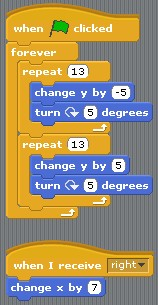 when clicked
forever
repeat 13
change y by -5
turn 5 degrees
repeat 13
change y by 5
turn 5 degrees
when I receive right
change x by 7